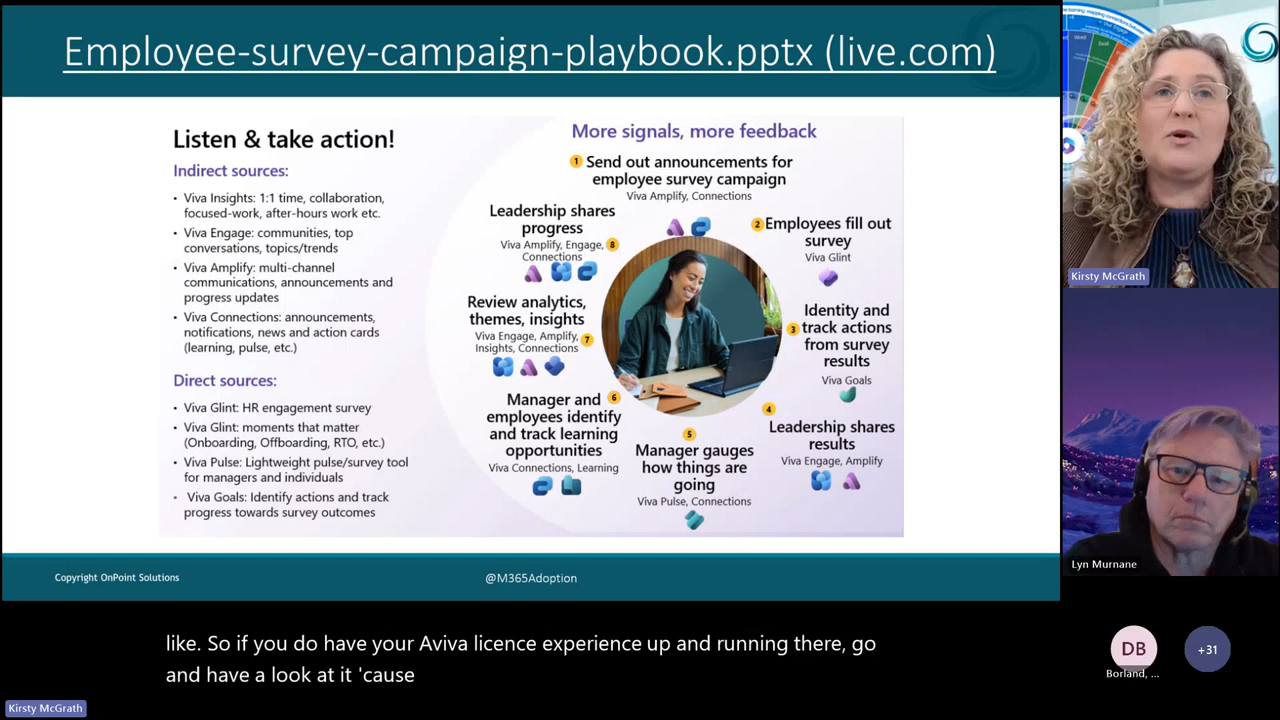 Employee-survey-campaign-playbook.pptx (live.com)
Listen & take action!
Indirect sources:
• Viva Insights: 1:1 time, collaboration,
focused-work, after-hours work etc.
• Viva Engage: communities, top
conversations, topics/trends
• Viva Amplify: multi-channel
communications, announcements and
progress updates
• Viva Connections: announcements,
notifications, news and action cards
(learning, pulse, etc.)
Direct sources:
• Viva Glint: HR engagement survey
• Viva Glint: moments that matter
(Onboarding, Offboarding, RTO, etc.)
• Viva Pulse: Lightweight pulse/survey tool
for managers and individuals
• Viva Goals: Identify actions and track
progress towards survey outcomes
More signals, more feedback
1 Send out announcements for
employee survey campaign
Viva Amplify, Connections
2 Employees fill out
survey
Viva Glint
Identity and
3 track actions
from survey
results
Viva Goals
4
Leadership shares
results
Viva Engage, Amplify
5
Manager gauges
how things are
going
Viva Pulse, Connections
Manager and 6
employees identify
and track learning
opportunities
Viva Connections, Learning
Review analytics,
themes, insights
Viva Engage, Amplify, 7
Insights, Connections
Leadership shares
progress
Viva Amplify, Engage, 8
Connections
Copyright OnPoint Solutions
@M365Adoption
Word
Excel
Kirsty McGrath
Lyn Murnane
DB
Borland, ...
+31
like. So if you do have your Aviva licence experience up and running there, go
and have a look at it 'cause
Kirsty McGrath